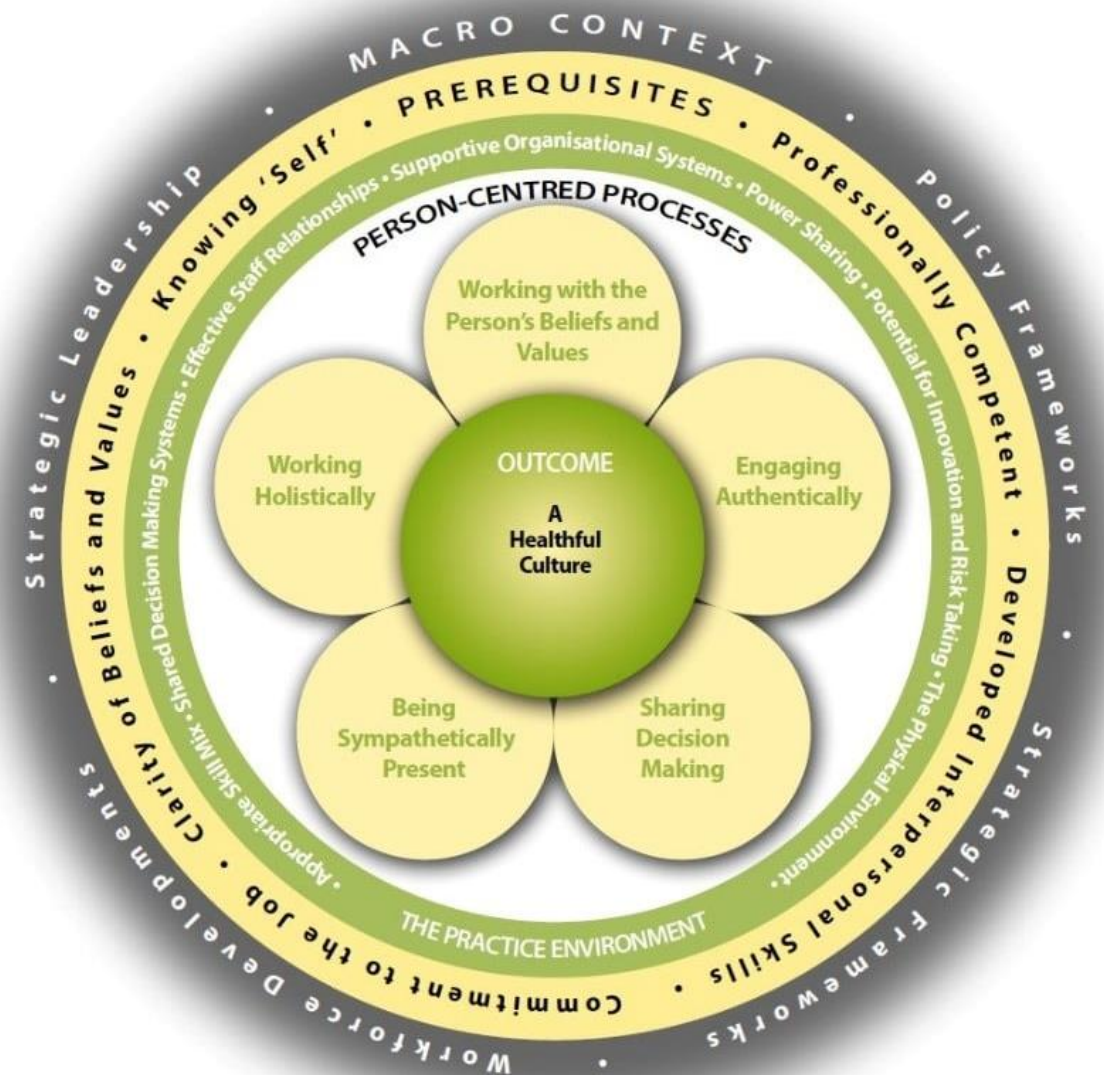 MACRO CONTEXT
• Policy Frameworks
• Strategic Frameworks
• Workforce Developments
• Strategic Leadership •
PREREQUISITES
• Professionally Competent
• Developed Interpersonal Skills
• Commitment to the Job
• Clarity of Beliefs and Values
• Knowing 'Self' •
THE PRACTICE ENVIRONMENT
• Appropriate Skill Mix • Shared Decision Making Systems • Effective Staff Relationships • Supportive Organisational Systems • Power Sharing • Potential for Innovation and Risk Taking • The Physical Environment •
PERSON-CENTRED PROCESSES
Working with the
Person's Beliefs and
Values
Engaging
Authentically
Sharing
Decision
Making
Being
Sympathetically
Present
Working
Holistically
OUTCOME
A
Healthful
Culture